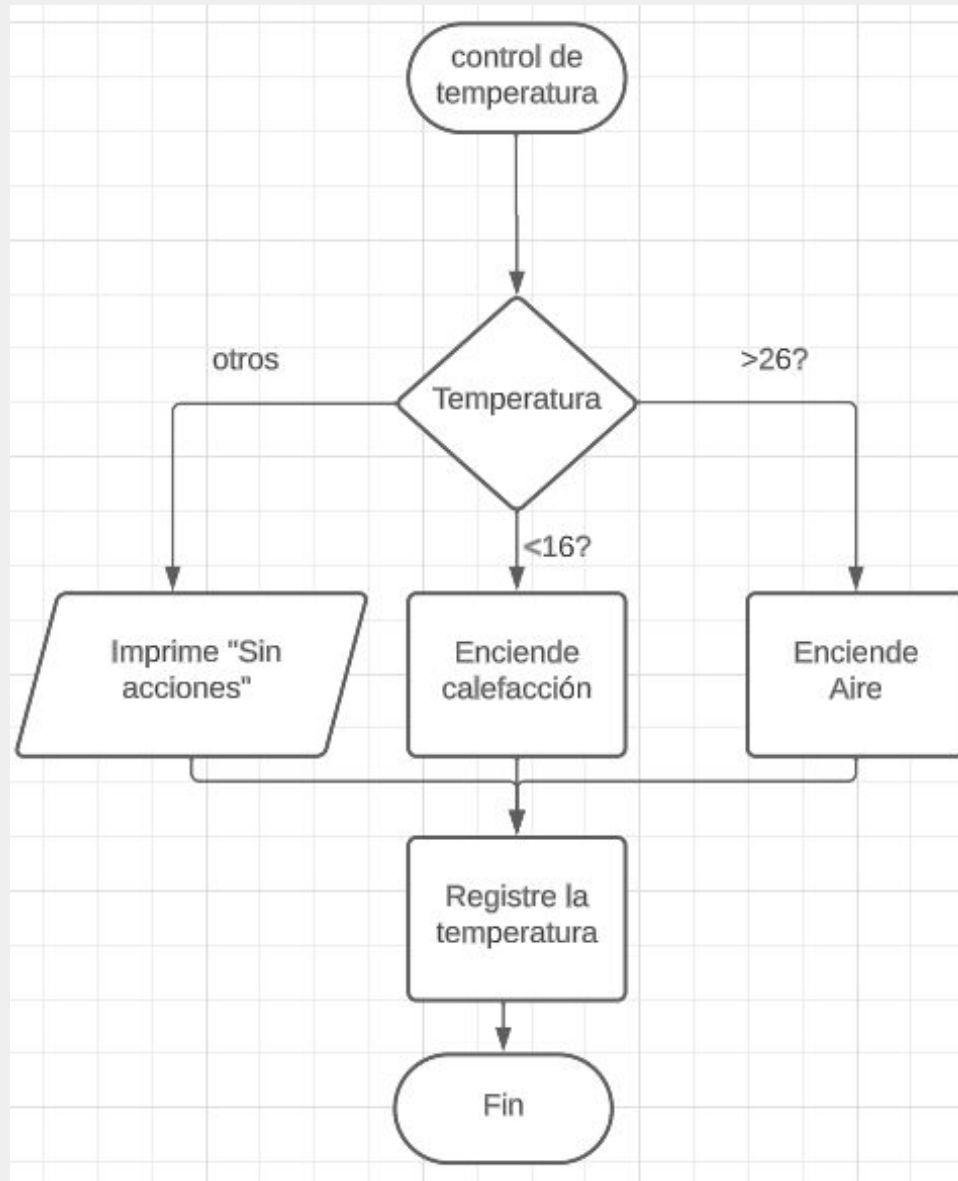 control de
temperatura
otros
>26?
Temperatura
<16?
Imprime "Sin
acciones"
Enciende
calefacción
Enciende
Aire
Registre la
temperatura
Fin